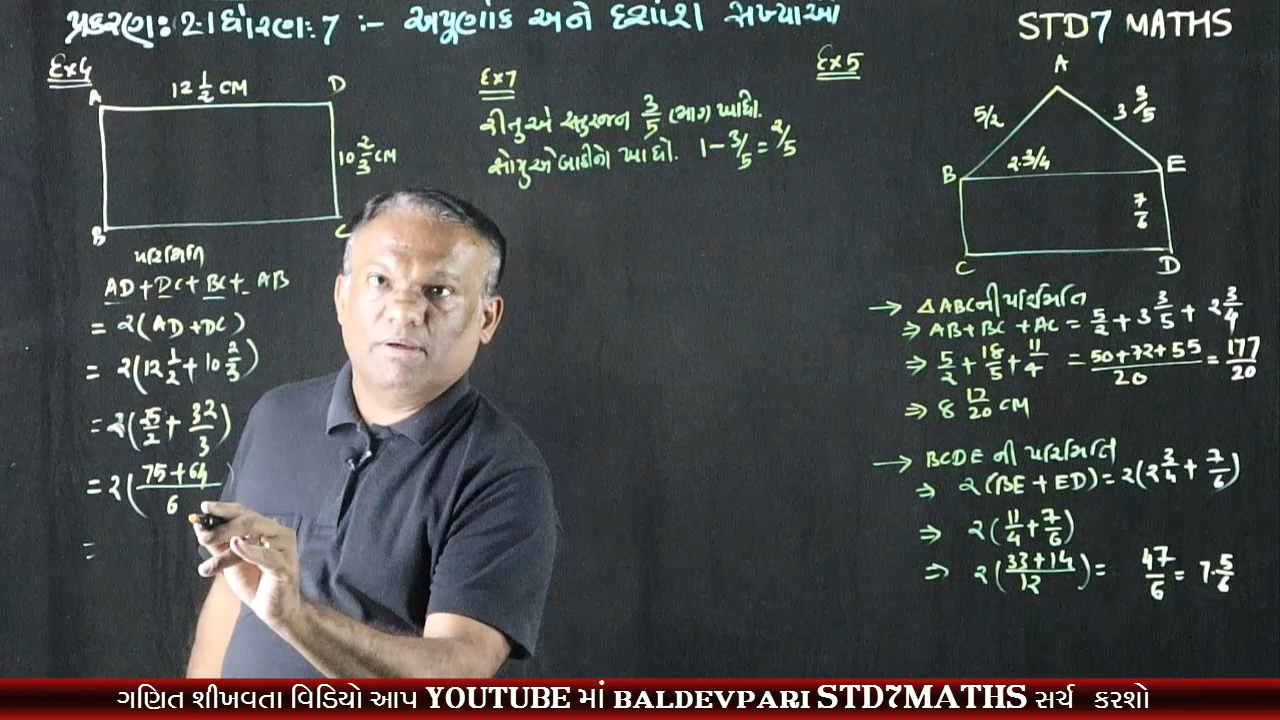 પ્રકરણઃ 2.1 ધોરણઃ 7 :- અપૂર્ણાંક અને દશાંશ સંખ્યાઓ
STD7 MATHS
Ex4
A 12 1/2 CM D
10 2/3 CM
B C
પરિમિતિ
AD + DC + BC + AB
= 2(AD + DC)
= 2(12 1/2 + 10 2/3)
= 2(25/2 + 32/3)
= 2(75+64/6)
=
Ex7
રીનુએ સફરજન 3/5 ભાગ ખાધો.
સોમુએ બાકીનો ખાધો. 1 - 3/5 = 2/5
Ex5
A
5/2 3 3/5
B 2 3/4 E
7/6
C D
→ △ABCની પરિમિતિ
⇒ AB + BC + AC = 5/2 + 3 3/5 + 2 3/4
⇒ 5/2 + 18/5 + 11/4 = 50+72+55/20 = 177/20
⇒ 8 17/20 CM
→ BCDE ની પરિમિતિ
⇒ 2(BE + ED) = 2(2 3/4 + 7/6)
⇒ 2(11/4 + 7/6)
⇒ 2(33+14/12) = 47/6 = 7 5/6
ગણિત શીખવતા વિડિયો આપ YOUTUBE માં BALDEVPARI STD7MATHS સર્ચ કરશો